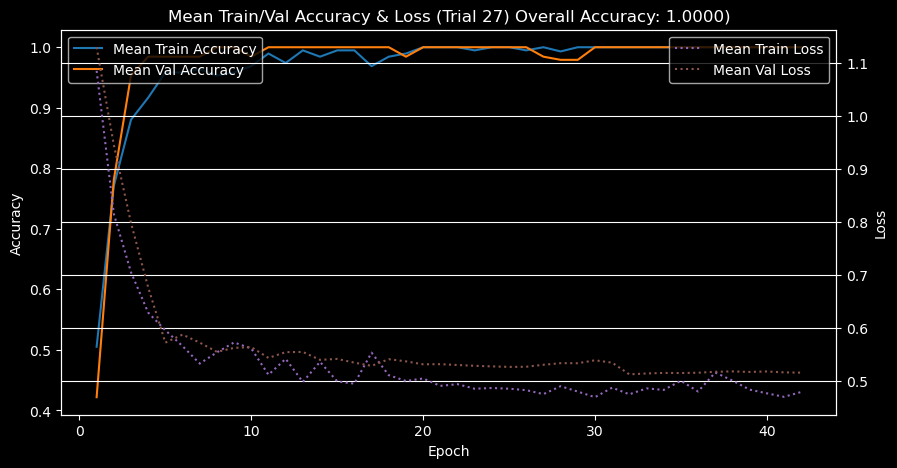 Mean Train/Val Accuracy & Loss (Trial 27) Overall Accuracy: 1.0000)
Mean Train Accuracy
Mean Val Accuracy
Mean Train Loss
Mean Val Loss
1.0
0.9
0.8
0.7
0.6
0.5
0.4
Accuracy
1.1
1.0
0.9
0.8
0.7
0.6
0.5
Loss
0
10
20
30
40
Epoch